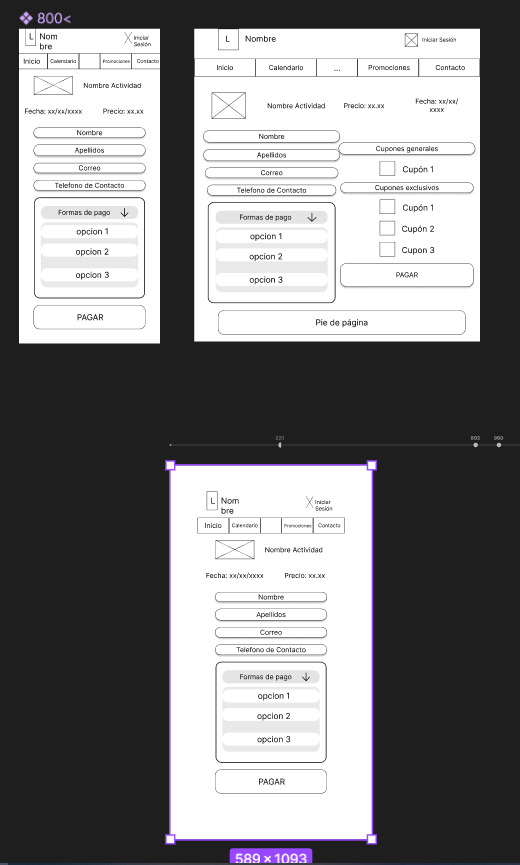 800<
L
Nom
bre
Iniciar
Sesión
Inicio
Calendario
Promociones
Contacto
Nombre Actividad
Fecha: xx/xx/xxxx
Precio: xx.xx
Nombre
Apellidos
Correo
Telefono de Contacto
Formas de pago
opcion 1
opcion 2
opcion 3
PAGAR
L
Nombre
Iniciar Sesión
Inicio
Calendario
...
Promociones
Contacto
Nombre Actividad
Precio: xx.xx
Fecha: xx/xx/
xxxx
Nombre
Apellidos
Correo
Telefono de Contacto
Formas de pago
opcion 1
opcion 2
opcion 3
Cupones generales
Cupón 1
Cupones exclusivos
Cupón 1
Cupón 2
Cupón 3
PAGAR
Pie de página
320
692
960
L
Nom
bre
Iniciar
Sesión
Inicio
Calendario
Promociones
Contacto
Nombre Actividad
Fecha: xx/xx/xxxx
Precio: xx.xx
Nombre
Apellidos
Correo
Telefono de Contacto
Formas de pago
opcion 1
opcion 2
opcion 3
PAGAR
589 × 1093